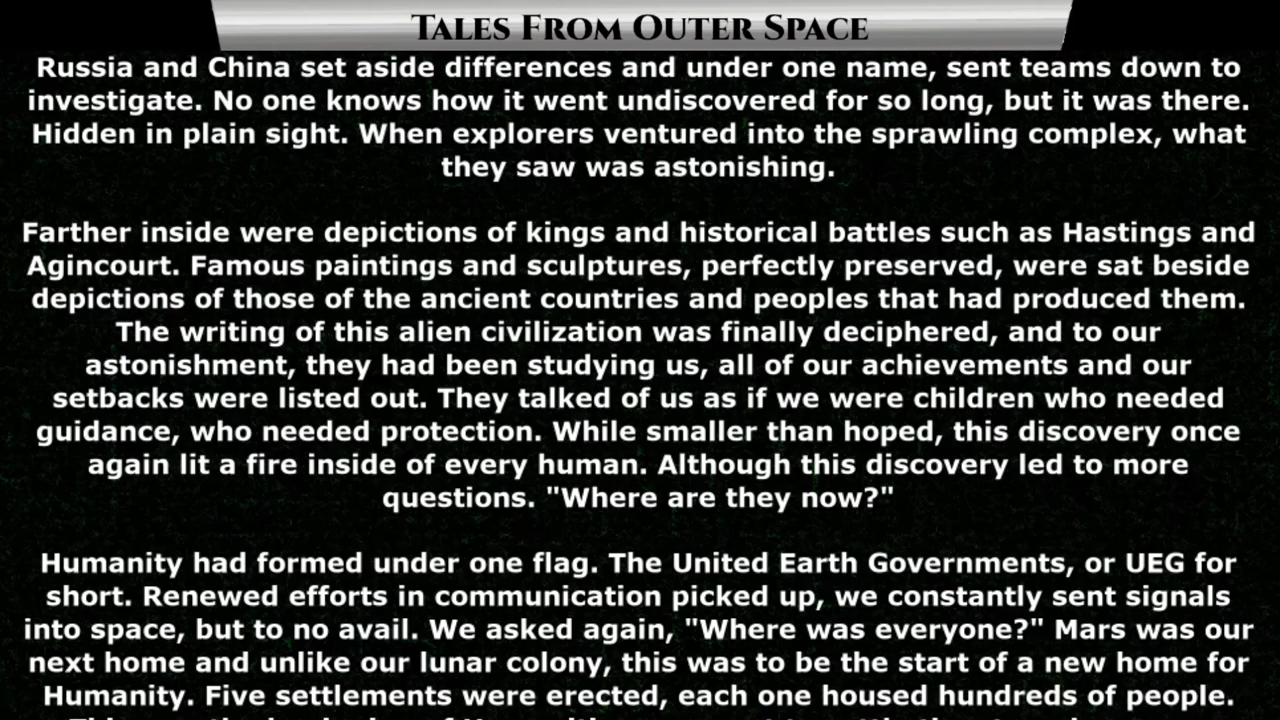 Tales From Outer Space
Russia and China set aside differences and under one name, sent teams down to
investigate. No one knows how it went undiscovered for so long, but it was there.
Hidden in plain sight. When explorers ventured into the sprawling complex, what
they saw was astonishing.
Farther inside were depictions of kings and historical battles such as Hastings and
Agincourt. Famous paintings and sculptures, perfectly preserved, were sat beside
depictions of those of the ancient countries and peoples that had produced them.
The writing of this alien civilization was finally deciphered, and to our
astonishment, they had been studying us, all of our achievements and our
setbacks were listed out. They talked of us as if we were children who needed
guidance, who needed protection. While smaller than hoped, this discovery once
again lit a fire inside of every human. Although this discovery led to more
questions. "Where are they now?"
Humanity had formed under one flag. The United Earth Governments, or UEG for
short. Renewed efforts in communication picked up, we constantly sent signals
into space, but to no avail. We asked again, "Where was everyone?" Mars was our
next home and unlike our lunar colony, this was to be the start of a new home for
Humanity. Five settlements were erected, each one housed hundreds of people.